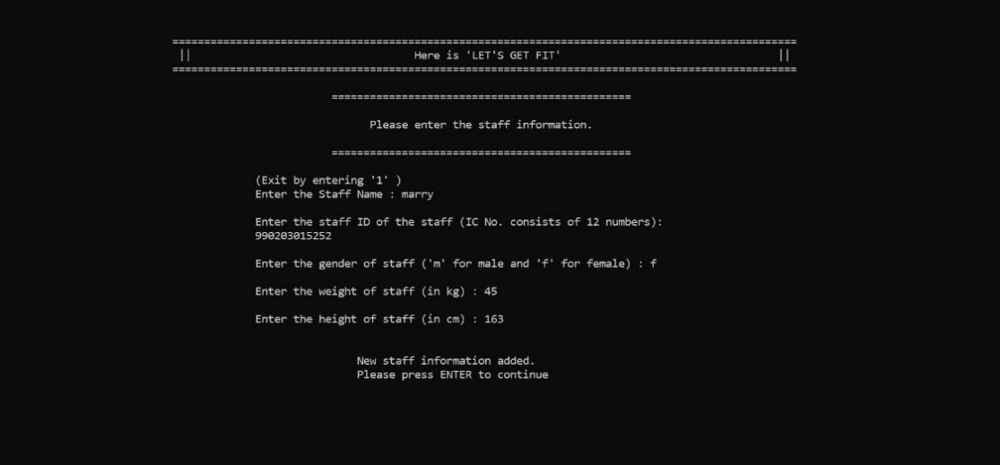 ==================================================================================================
|| Here is 'LET'S GET FIT' ||
==================================================================================================
===============================================
Please enter the staff information.
===============================================
(Exit by entering '1' )
Enter the Staff Name : marry
Enter the staff ID of the staff (IC No. consists of 12 numbers):
990203015252
Enter the gender of staff ('m' for male and 'f' for female) : f
Enter the weight of staff (in kg) : 45
Enter the height of staff (in cm) : 163
New staff information added.
Please press ENTER to continue